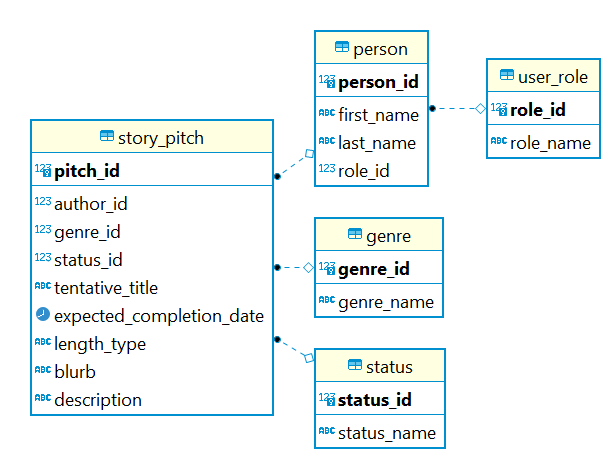 person
123 person_id
ABC first_name
ABC last_name
123 role_id
user_role
123 role_id
ABC role_name
story_pitch
123 pitch_id
123 author_id
123 genre_id
123 status_id
ABC tentative_title
expected_completion_date
ABC length_type
ABC blurb
ABC description
genre
123 genre_id
ABC genre_name
status
123 status_id
ABC status_name